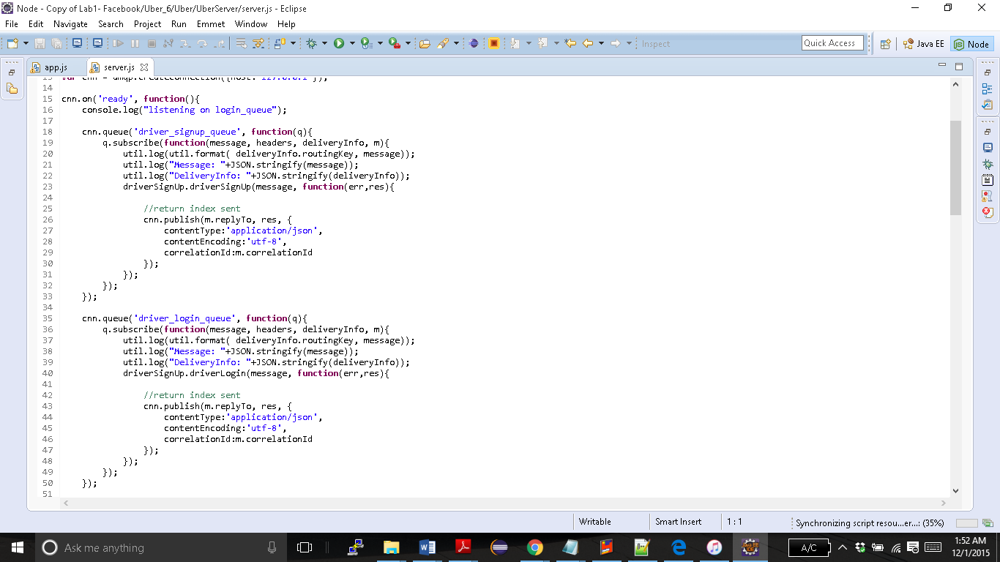 Node - Copy of Lab1- Facebook/Uber_6/Uber/UberServer/server.js - Eclipse
File Edit Navigate Search Project Run Emmet Window Help
Inspect
Quick Access
Java EE
Node
app.js
server.js
13 var cnn = amqp.createConnection({host:'127.0.0.1'});
14
15 cnn.on('ready', function(){
16 console.log("listening on login_queue");
17
18 cnn.queue('driver_signup_queue', function(q){
19 q.subscribe(function(message, headers, deliveryInfo, m){
20 util.log(util.format( deliveryInfo.routingKey, message));
21 util.log("Message: "+JSON.stringify(message));
22 util.log("DeliveryInfo: "+JSON.stringify(deliveryInfo));
23 driverSignUp.driverSignUp(message, function(err,res){
24
25 //return index sent
26 cnn.publish(m.replyTo, res, {
27 contentType:'application/json',
28 contentEncoding:'utf-8',
29 correlationId:m.correlationId
30 });
31 });
32 });
33 });
34
35 cnn.queue('driver_login_queue', function(q){
36 q.subscribe(function(message, headers, deliveryInfo, m){
37 util.log(util.format( deliveryInfo.routingKey, message));
38 util.log("Message: "+JSON.stringify(message));
39 util.log("DeliveryInfo: "+JSON.stringify(deliveryInfo));
40 driverSignUp.driverLogin(message, function(err,res){
41
42 //return index sent
43 cnn.publish(m.replyTo, res, {
44 contentType:'application/json',
45 contentEncoding:'utf-8',
46 correlationId:m.correlationId
47 });
48 });
49 });
50 });
51
Writable Smart Insert 1 : 1 Synchronizing script resou...er...: (35%)
Ask me anything
A/C
1:52 AM
12/1/2015